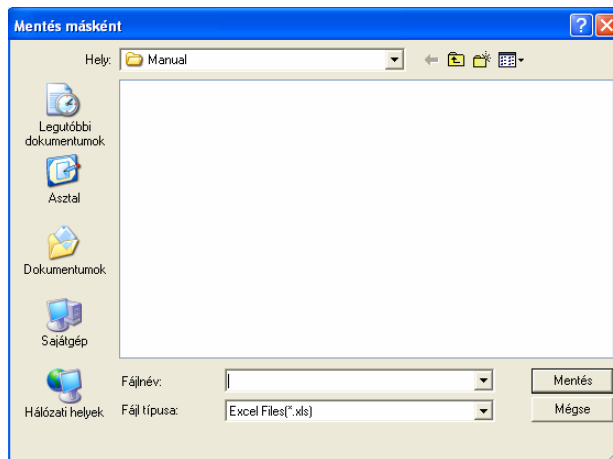 Mentés másként
Hely:
Manual
Legutóbbi
dokumentumok
Asztal
Dokumentumok
Sajátgép
Hálózati helyek
Fájlnév:
Mentés
Fájl típusa:
Excel Files(*.xls)
Mégse